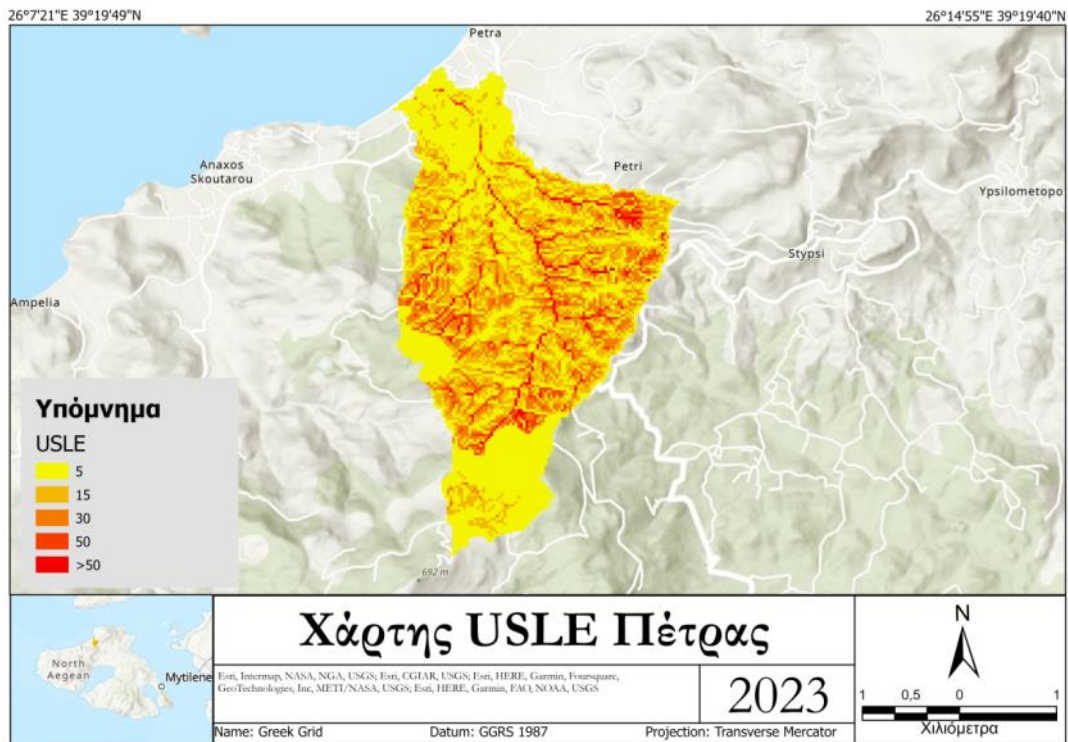 26°7'21"E 39°19'49"N
26°14'55"E 39°19'40"N
Petra
Anaxos
Skoutarou
Petri
Ypsilometopo
Stypsi
Ampelia
692 m
Υπόμνημα
USLE
5
15
30
50
>50
North
Aegean
Mytilene
Χάρτης USLE Πέτρας
Esri, Intermap, NASA, NGA, USGS; Esri, CGIAR, USGS; Esri, HERE, Garmin, Foursquare,
GeoTechnologies, Inc, METI/NASA, USGS; Esri, HERE, Garmin, FAO, NOAA, USGS
2023
Name: Greek Grid
Datum: GGRS 1987
Projection: Transverse Mercator
N
1 0,5 0 1
Χιλιόμετρα